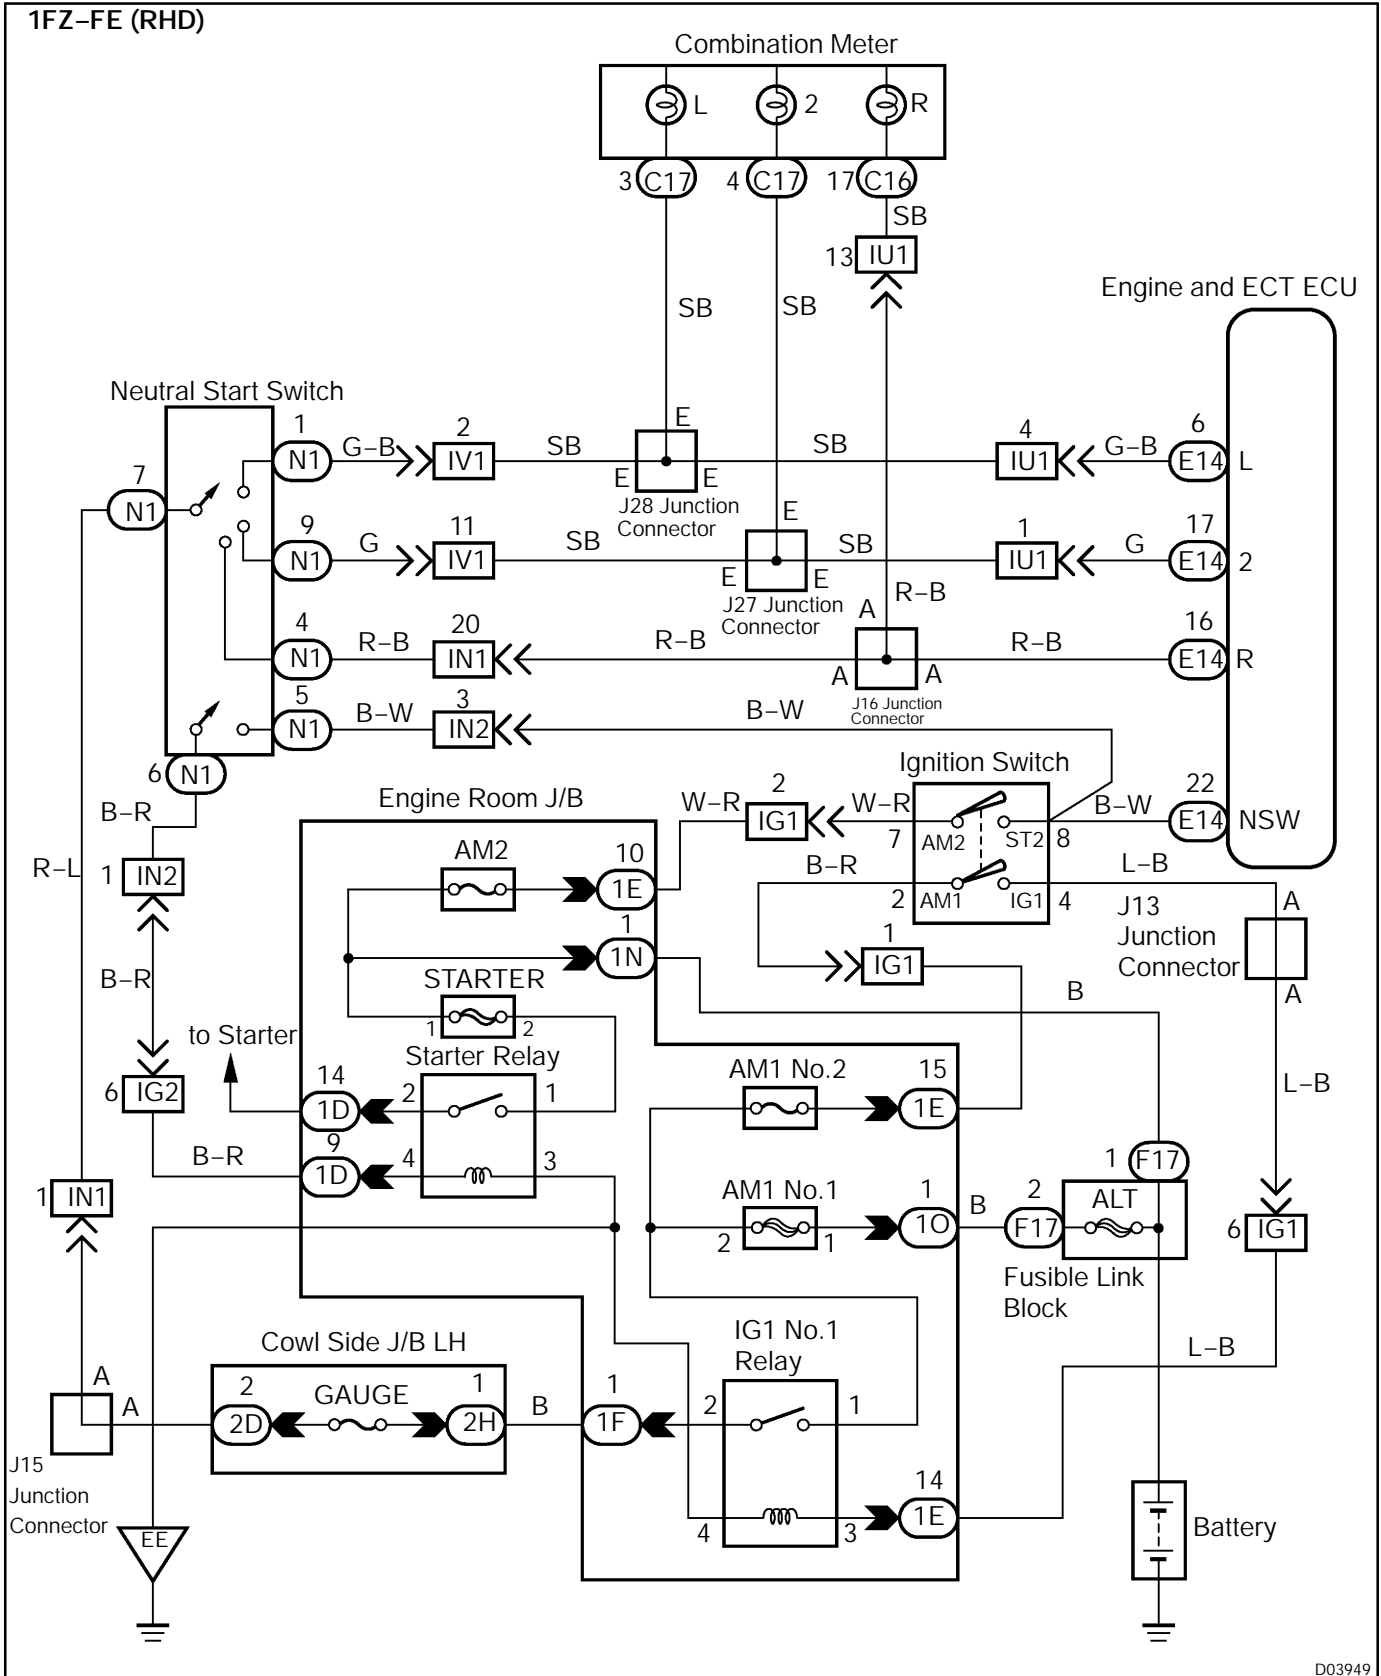 1FZ–FE (RHD)
Combination Meter
L
2
R
3 C17
4 C17
17 C16
SB
13 IU1
SB
SB
Engine and ECT ECU
Neutral Start Switch
7
N1
1
N1
G–B
2
IV1
SB
E
E
E
J28 Junction
Connector
SB
4
IU1
G–B
6
E14
L
9
N1
G
11
IV1
SB
E
E
E
J27 Junction
Connector
SB
1
IU1
G
17
E14
2
R–B
4
N1
R–B
20
IN1
R–B
A
A
A
J16 Junction
Connector
R–B
16
E14
R
5
N1
B–W
3
IN2
B–W
6 N1
B–R
R–L
1 IN2
B–R
6 IG2
B–R
Ignition Switch
W–R
2
IG1
W–R
7
AM2
ST2
8
B–W
22
E14
NSW
B–R
2
AM1
IG1
4
L–B
1
IG1
J13
Junction
Connector
A
A
L–B
6 IG1
L–B
Engine Room J/B
AM2
10
1E
1
1N
B
STARTER
1
2
to Starter
Starter Relay
14
1D
2
1
9
1D
4
3
AM1 No.2
15
1E
AM1 No.1
2
1
1
1O
B
2
F17
1 F17
ALT
Fusible Link
Block
1 IN1
Cowl Side J/B LH
A
A
2
2D
GAUGE
1
2H
B
1
1F
IG1 No.1
Relay
2
1
4
3
14
1E
J15
Junction
Connector
EE
Battery
D03949